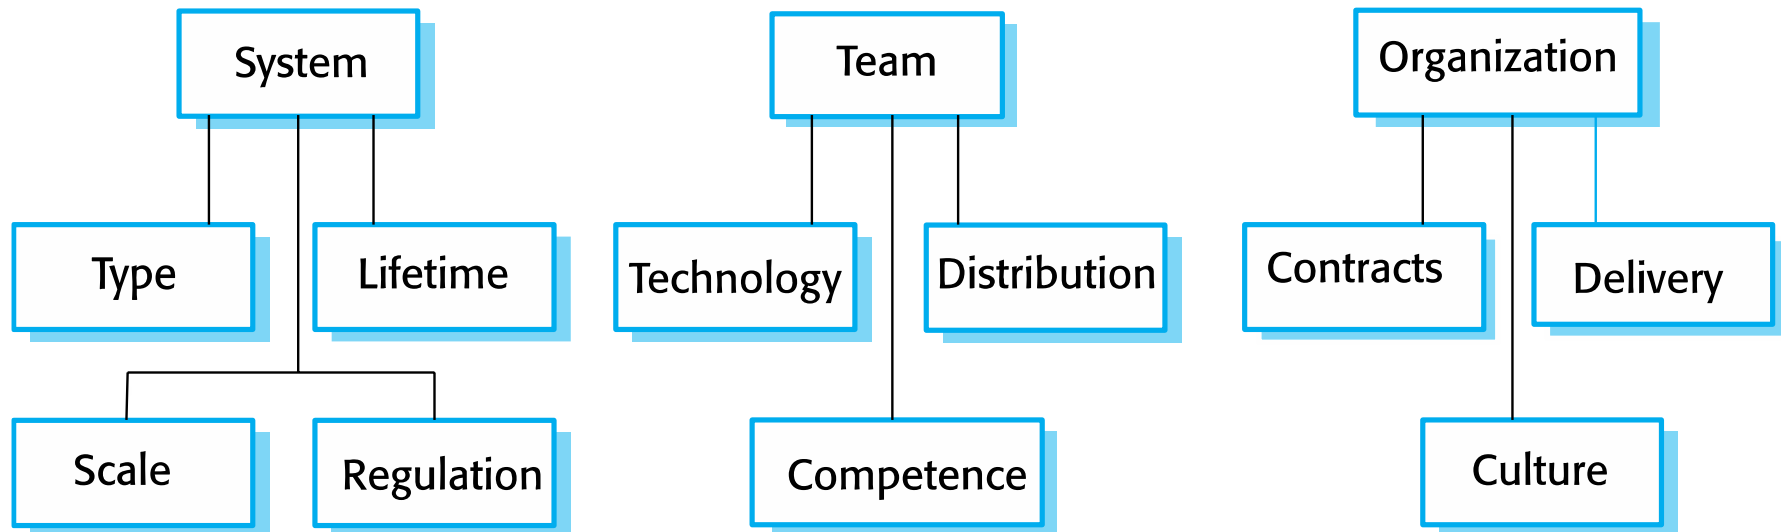 System
Team
Organization
Type
Lifetime
Technology
Distribution
Contracts
Delivery
Scale
Regulation
Competence
Culture